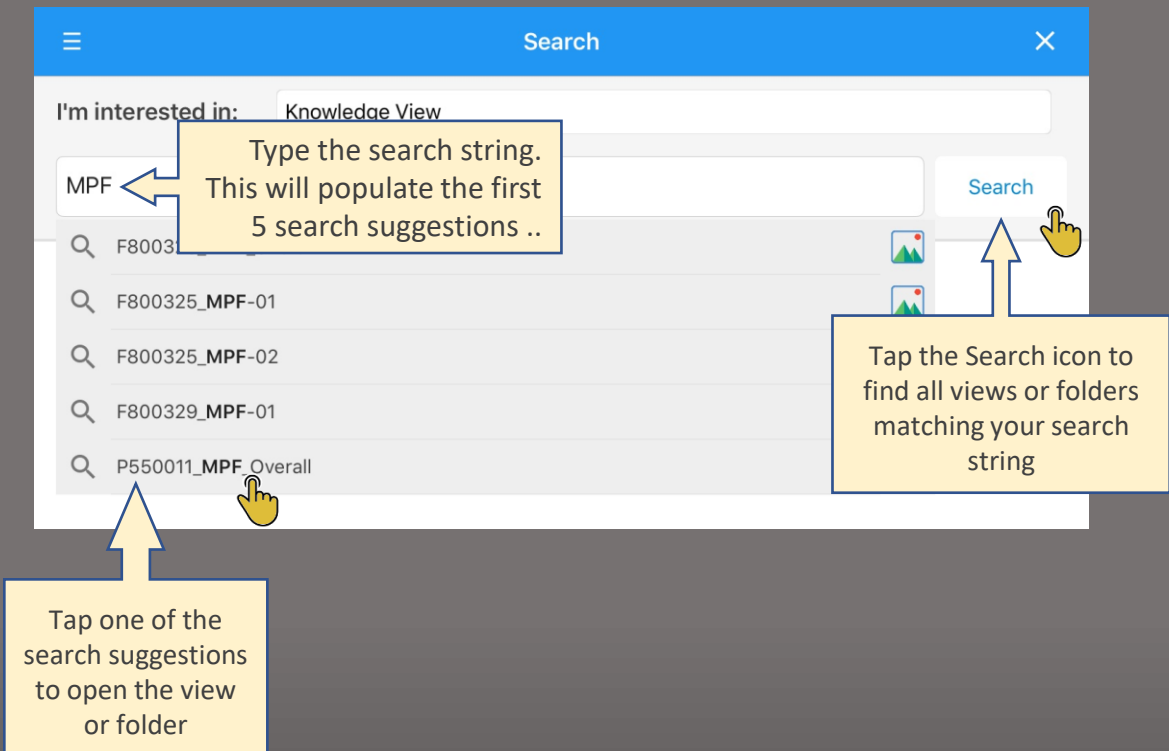 Search
I'm interested in: Knowledge View
Type the search string.
This will populate the first
5 search suggestions ..
MPF
Search
F80032
F800325_MPF-01
F800325_MPF-02
F800329_MPF-01
P550011_MPF_Overall
Tap the Search icon to
find all views or folders
matching your search
string
Tap one of the
search suggestions
to open the view
or folder